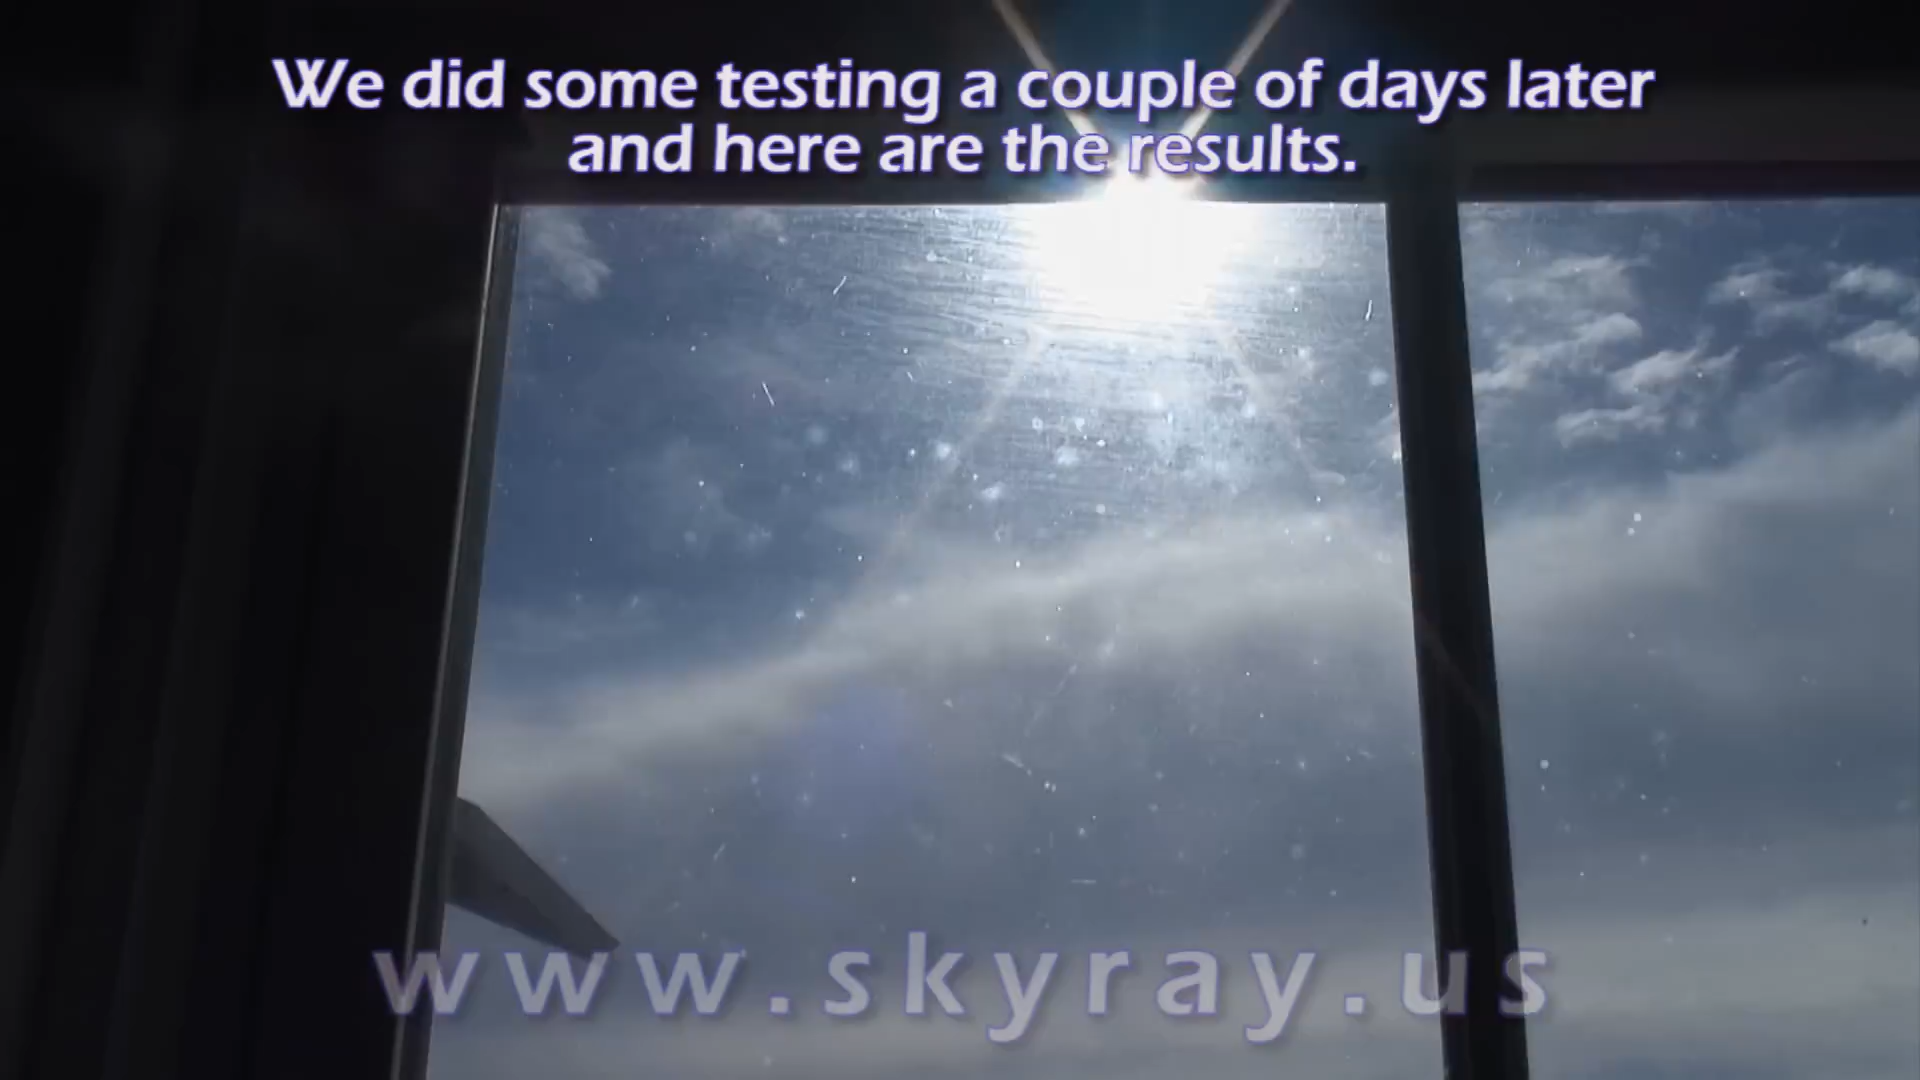 We did some testing a couple of days later
and here are the results.
www.skyray.us